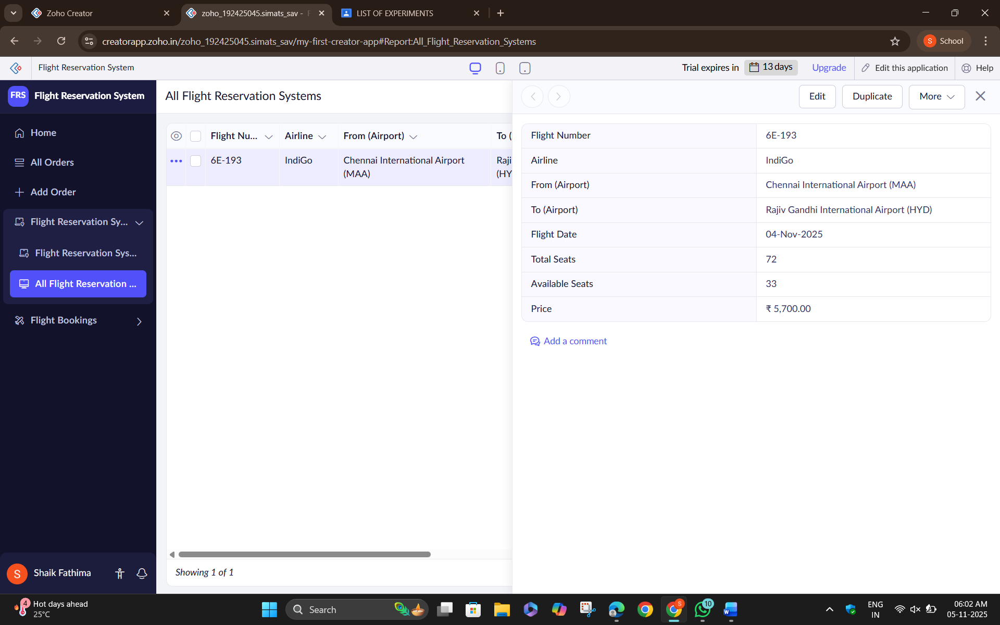 Zoho Creator
zoho_192425045.simats_sav -
LIST OF EXPERIMENTS
creatorapp.zoho.in/zoho_192425045.simats_sav/my-first-creator-app#Report:All_Flight_Reservation_Systems
S School
Flight Reservation System
Trial expires in 13 days
Upgrade
Edit this application
Help
FRS Flight Reservation System
Home
All Orders
Add Order
Flight Reservation Sy...
Flight Reservation Sys...
All Flight Reservation ...
Flight Bookings
S Shaik Fathima
All Flight Reservation Systems
Flight Nu... Airline From (Airport) To (
6E-193 IndiGo Chennai International Airport Raji
(MAA) (HY
Showing 1 of 1
Edit Duplicate More
Flight Number 6E-193
Airline IndiGo
From (Airport) Chennai International Airport (MAA)
To (Airport) Rajiv Gandhi International Airport (HYD)
Flight Date 04-Nov-2025
Total Seats 72
Available Seats 33
Price ₹ 5,700.00
Add a comment
4 Hot days ahead
25°C
Search
S
10
W
ENG
IN
06:02 AM
05-11-2025